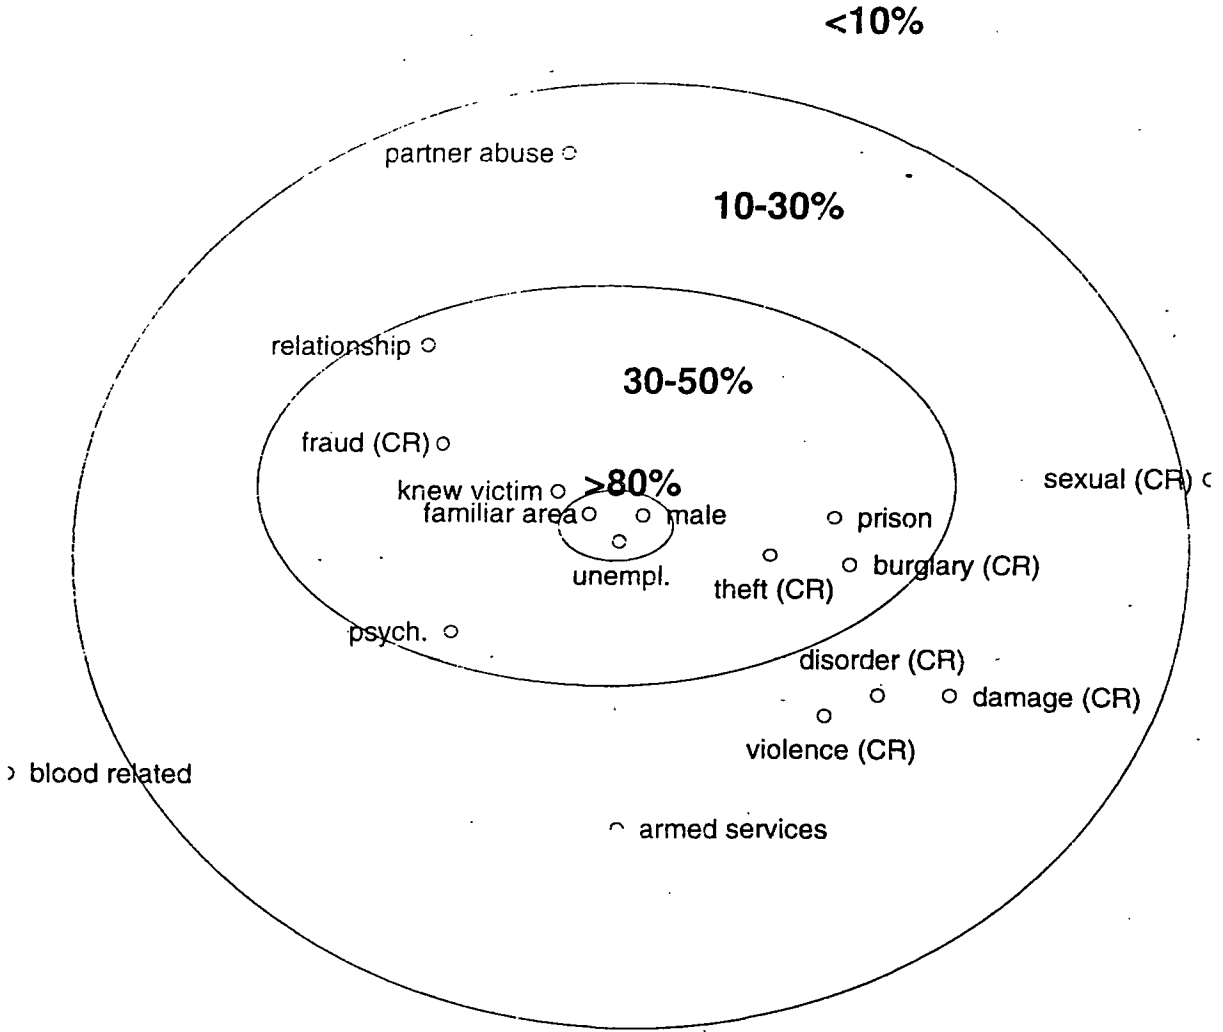 <10%
partner abuse
10-30%
relationship
30-50%
fraud (CR)
>80%
knew victim
sexual (CR)
familiar area
male
prison
burglary (CR)
unempl.
theft (CR)
psych.
disorder (CR)
damage (CR)
violence (CR)
blood related
armed services